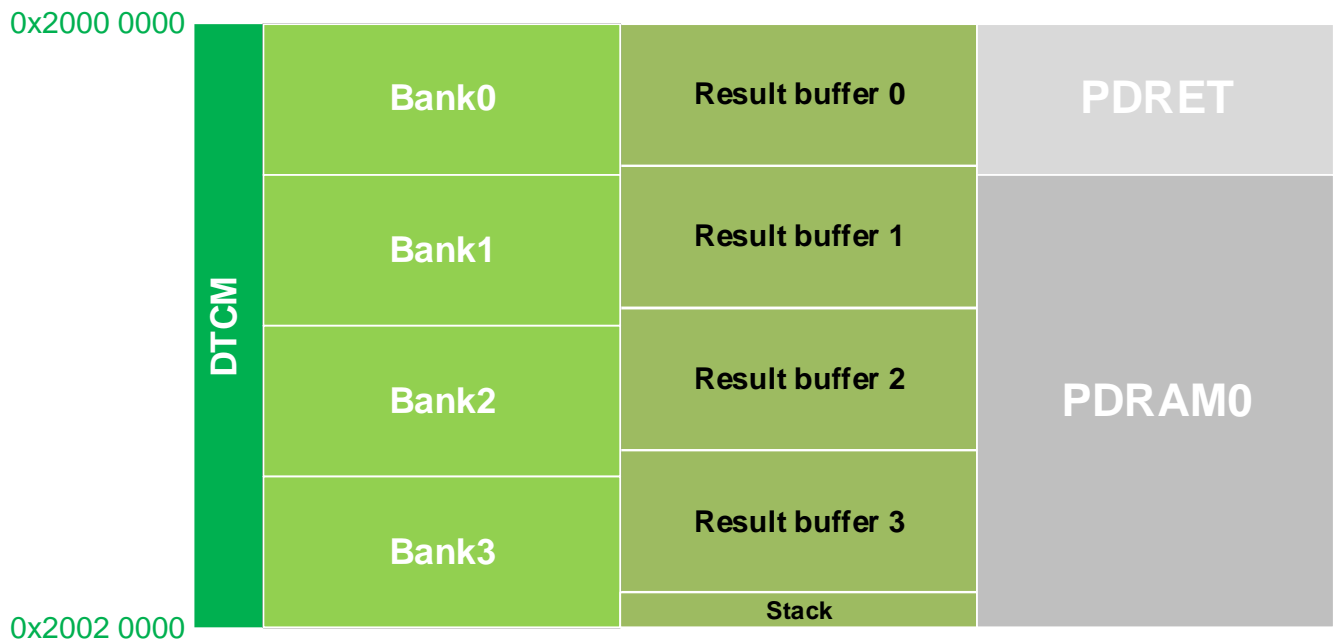 0x2000 0000
DTCM
Bank0
Bank1
Bank2
Bank3
Result buffer 0
Result buffer 1
Result buffer 2
Result buffer 3
Stack
PDRET
PDRAM0
0x2002 0000